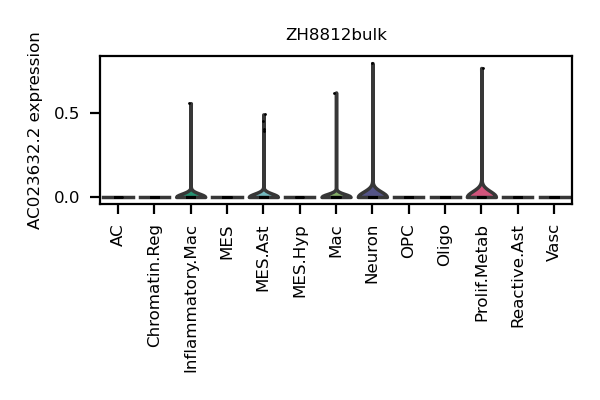 ZH8812bulk
AC023632.2 expression
0.5
0.0
AC
Chromatin.Reg
Inflammatory.Mac
MES
MES.Ast
MES.Hyp
Mac
Neuron
OPC
Oligo
Prolif.Metab
Reactive.Ast
Vasc